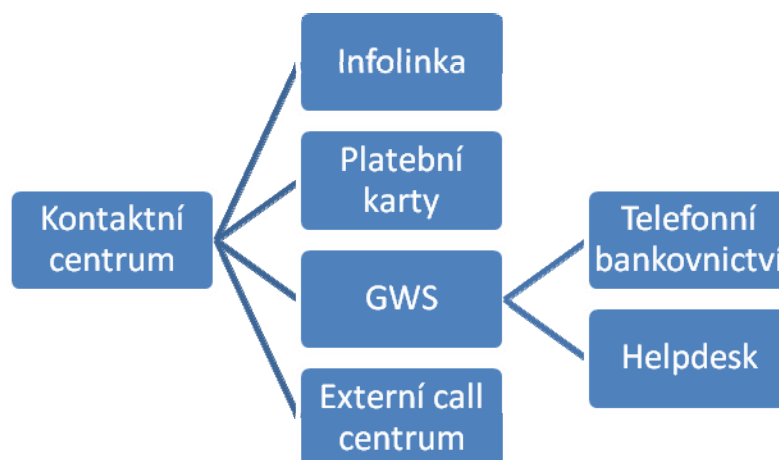 Infolinka
Platební
karty
Kontaktní
centrum
Telefonní
bankovnictví
GWS
Helpdesk
Externí call
centrum